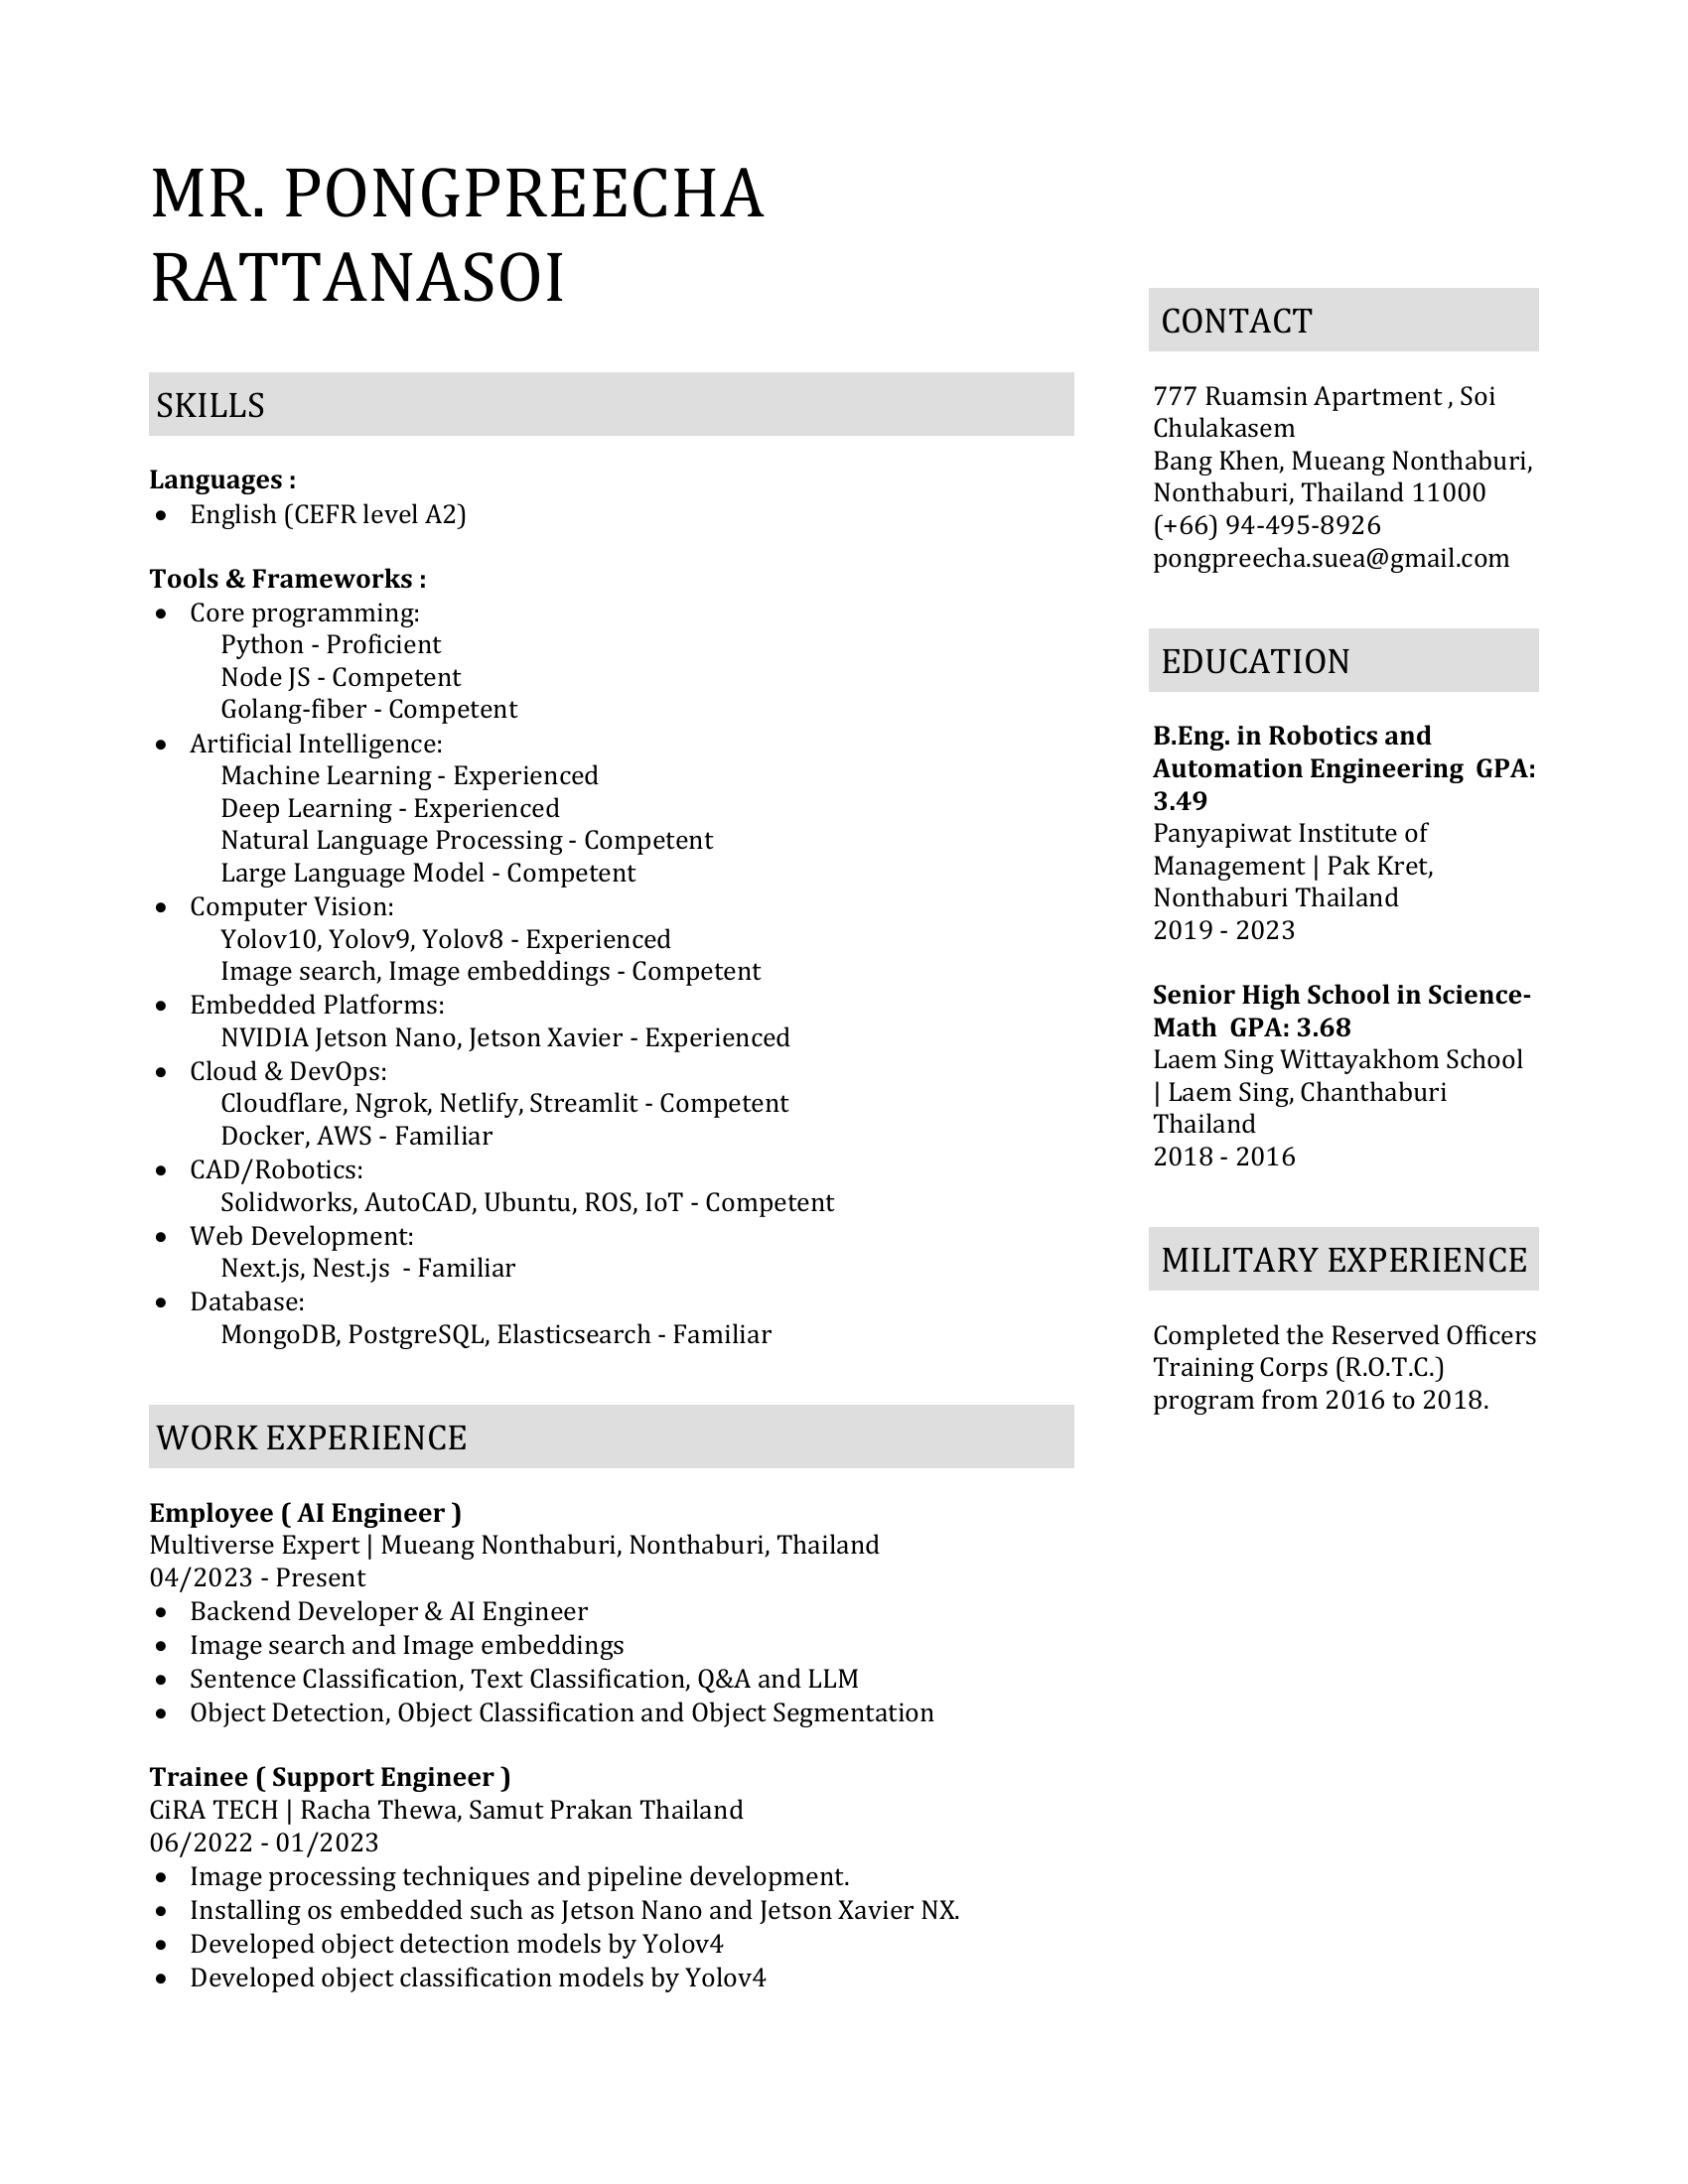 MR. PONGPREECHA
RATTANASOI
SKILLS
Languages :
• English (CEFR level A2)
Tools & Frameworks :
• Core programming:
Python - Proficient
Node JS - Competent
Golang-fiber - Competent
• Artificial Intelligence:
Machine Learning - Experienced
Deep Learning - Experienced
Natural Language Processing - Competent
Large Language Model - Competent
• Computer Vision:
Yolov10, Yolov9, Yolov8 - Experienced
Image search, Image embeddings - Competent
• Embedded Platforms:
NVIDIA Jetson Nano, Jetson Xavier - Experienced
• Cloud & DevOps:
Cloudflare, Ngrok, Netlify, Streamlit - Competent
Docker, AWS - Familiar
• CAD/Robotics:
Solidworks, AutoCAD, Ubuntu, ROS, IoT - Competent
• Web Development:
Next.js, Nest.js  - Familiar
• Database:
MongoDB, PostgreSQL, Elasticsearch - Familiar
WORK EXPERIENCE
Employee ( AI Engineer )
Multiverse Expert | Mueang Nonthaburi, Nonthaburi, Thailand
04/2023 - Present
• Backend Developer & AI Engineer
• Image search and Image embeddings
• Sentence Classification, Text Classification, Q&A and LLM
• Object Detection, Object Classification and Object Segmentation
Trainee ( Support Engineer )
CiRA TECH | Racha Thewa, Samut Prakan Thailand
06/2022 - 01/2023
• Image processing techniques and pipeline development.
• Installing os embedded such as Jetson Nano and Jetson Xavier NX.
• Developed object detection models by Yolov4
• Developed object classification models by Yolov4
CONTACT
777 Ruamsin Apartment , Soi
Chulakasem
Bang Khen, Mueang Nonthaburi,
Nonthaburi, Thailand 11000
(+66) 94-495-8926
pongpreecha.suea@gmail.com
EDUCATION
B.Eng. in Robotics and
Automation Engineering  GPA:
3.49
Panyapiwat Institute of
Management | Pak Kret,
Nonthaburi Thailand
2019 - 2023
Senior High School in Science-
Math  GPA: 3.68
Laem Sing Wittayakhom School
| Laem Sing, Chanthaburi
Thailand
2018 - 2016
MILITARY EXPERIENCE
Completed the Reserved Officers
Training Corps (R.O.T.C.)
program from 2016 to 2018.